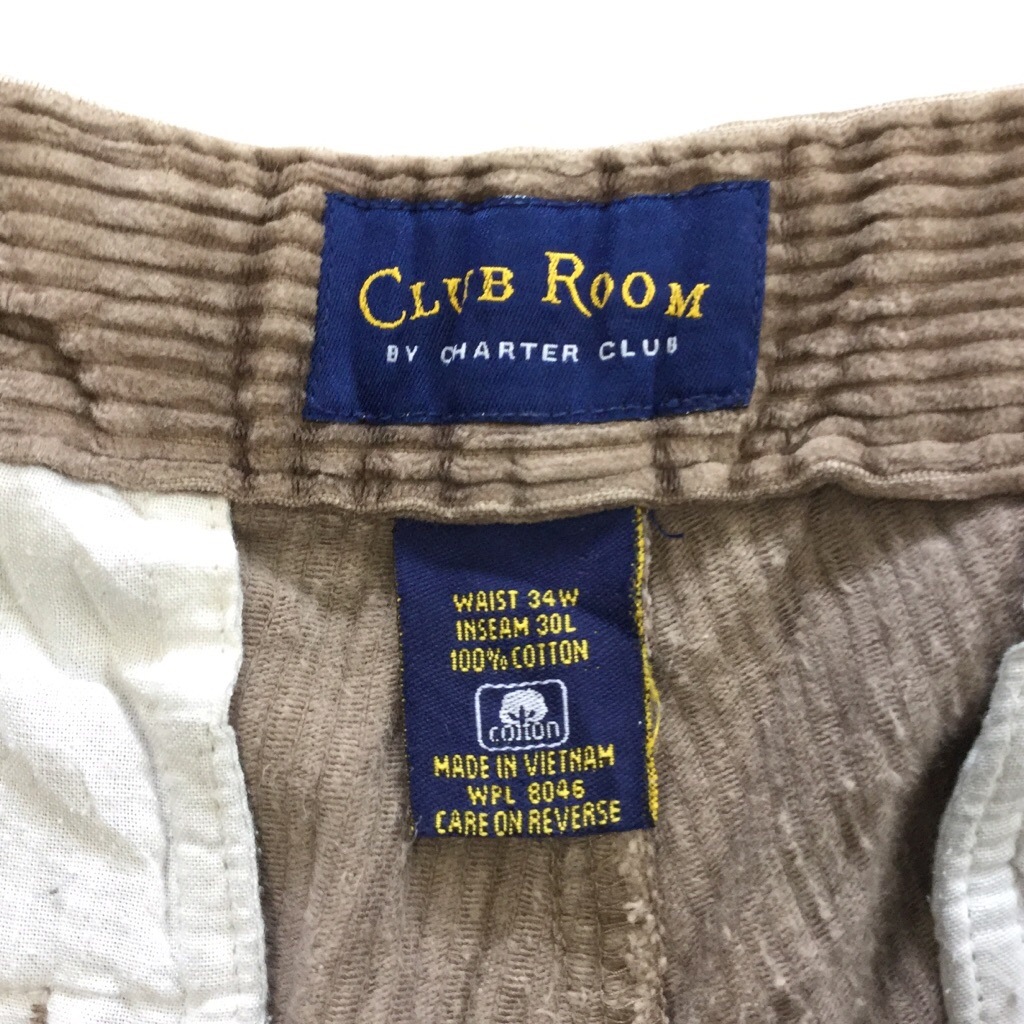 CLUB ROOM
BY CHARTER CLUB
WAIST 34W
INSEAM 30L
100% COTTON
cotton
MADE IN VIETNAM
WPL 8046
CARE ON REVERSE